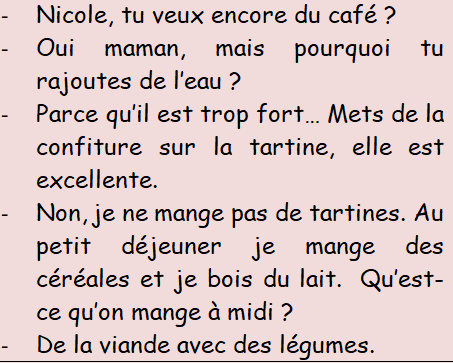 - Nicole, tu veux encore du café ?
- Oui maman, mais pourquoi tu
rajoutes de l'eau ?
- Parce qu'il est trop fort... Mets de la
confiture sur la tartine, elle est
excellente.
- Non, je ne mange pas de tartines. Au
petit déjeuner je mange des
céréales et je bois du lait. Qu'est-
ce qu'on mange à midi ?
- De la viande avec des légumes.